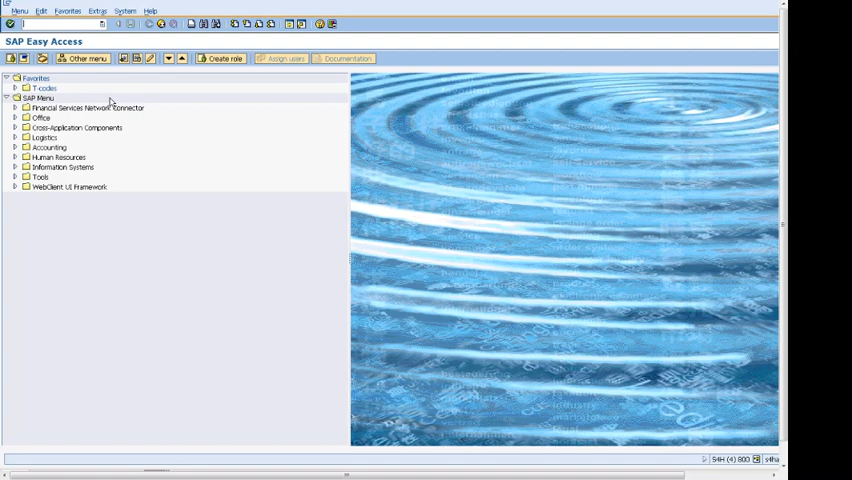 Menu Edit Favorites Extras System Help
SAP Easy Access
Other menu Create role Assign users Documentation
Favorites
T-codes
SAP Menu
Financial Services Network Connector
Office
Cross-Application Components
Logistics
Accounting
Human Resources
Information Systems
Tools
WebClient UI Framework
S4H (4) 800 s4ha